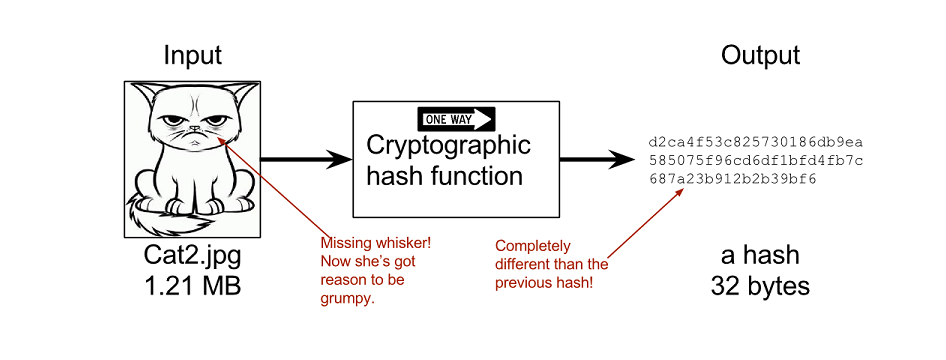 Input
Output
ONE WAY
Cryptographic
hash function
d2ca4f53c825730186db9ea
585075f96cd6df1bfd4fb7c
687a23b912b2b39bf6
Missing whisker!
Now she's got
reason to be
grumpy.
Completely
different than the
previous hash!
Cat2.jpg
1.21 MB
a hash
32 bytes